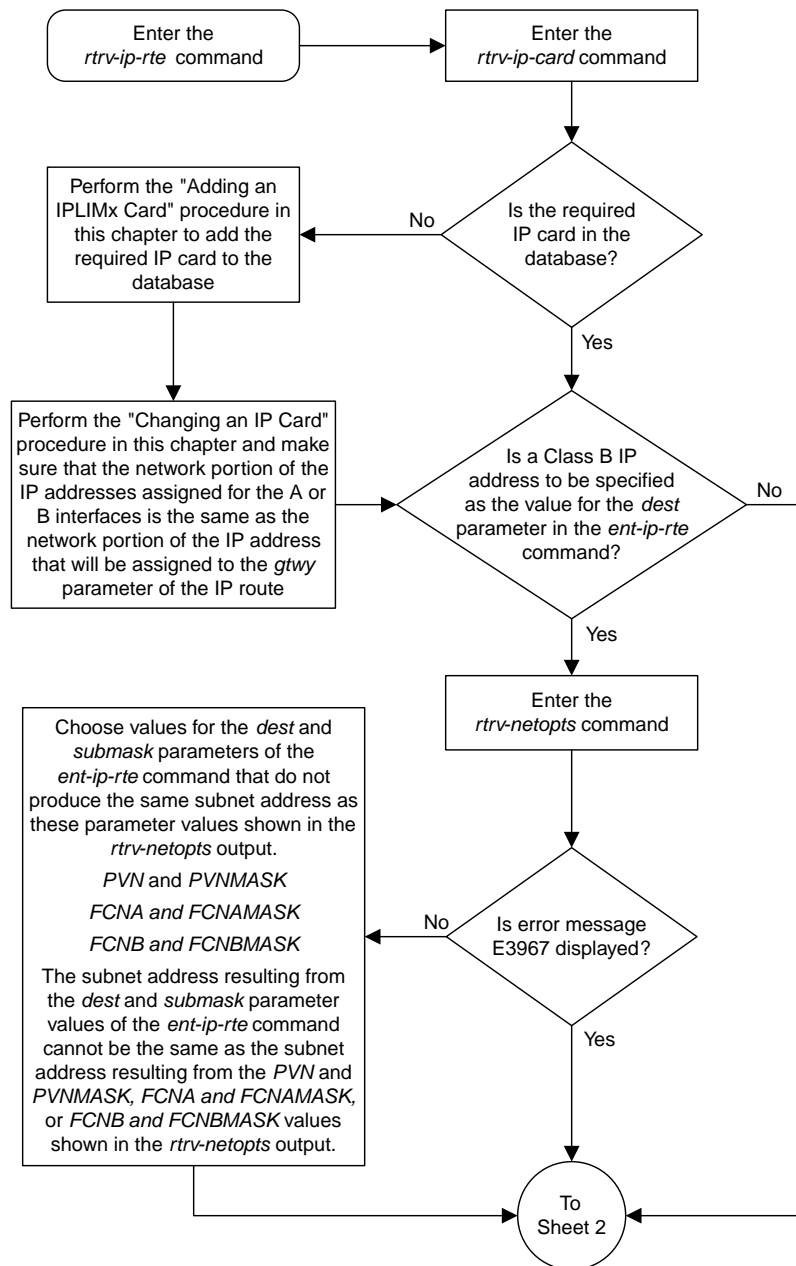 Enter the
rtrv-ip-rte command
Enter the
rtrv-ip-card command
Is the required
IP card in the
database?
No
Yes
Perform the "Adding an
IPLIMx Card" procedure in
this chapter to add the
required IP card to the
database
Perform the "Changing an IP Card"
procedure in this chapter and make
sure that the network portion of the
IP addresses assigned for the A or
B interfaces is the same as the
network portion of the IP address
that will be assigned to the gtwy
parameter of the IP route
Is a Class B IP
address to be specified
as the value for the dest
parameter in the ent-ip-rte
command?
No
Yes
Enter the
rtrv-netopts command
Is error message
E3967 displayed?
No
Yes
Choose values for the dest and
submask parameters of the
ent-ip-rte command that do not
produce the same subnet address as
these parameter values shown in the
rtrv-netopts output.
PVN and PVNMASK
FCNA and FCNAMASK
FCNB and FCNBMASK
The subnet address resulting from
the dest and submask parameter
values of the ent-ip-rte command
cannot be the same as the subnet
address resulting from the PVN and
PVNMASK, FCNA and FCNAMASK,
or FCNB and FCNBMASK values
shown in the rtrv-netopts output.
To
Sheet 2